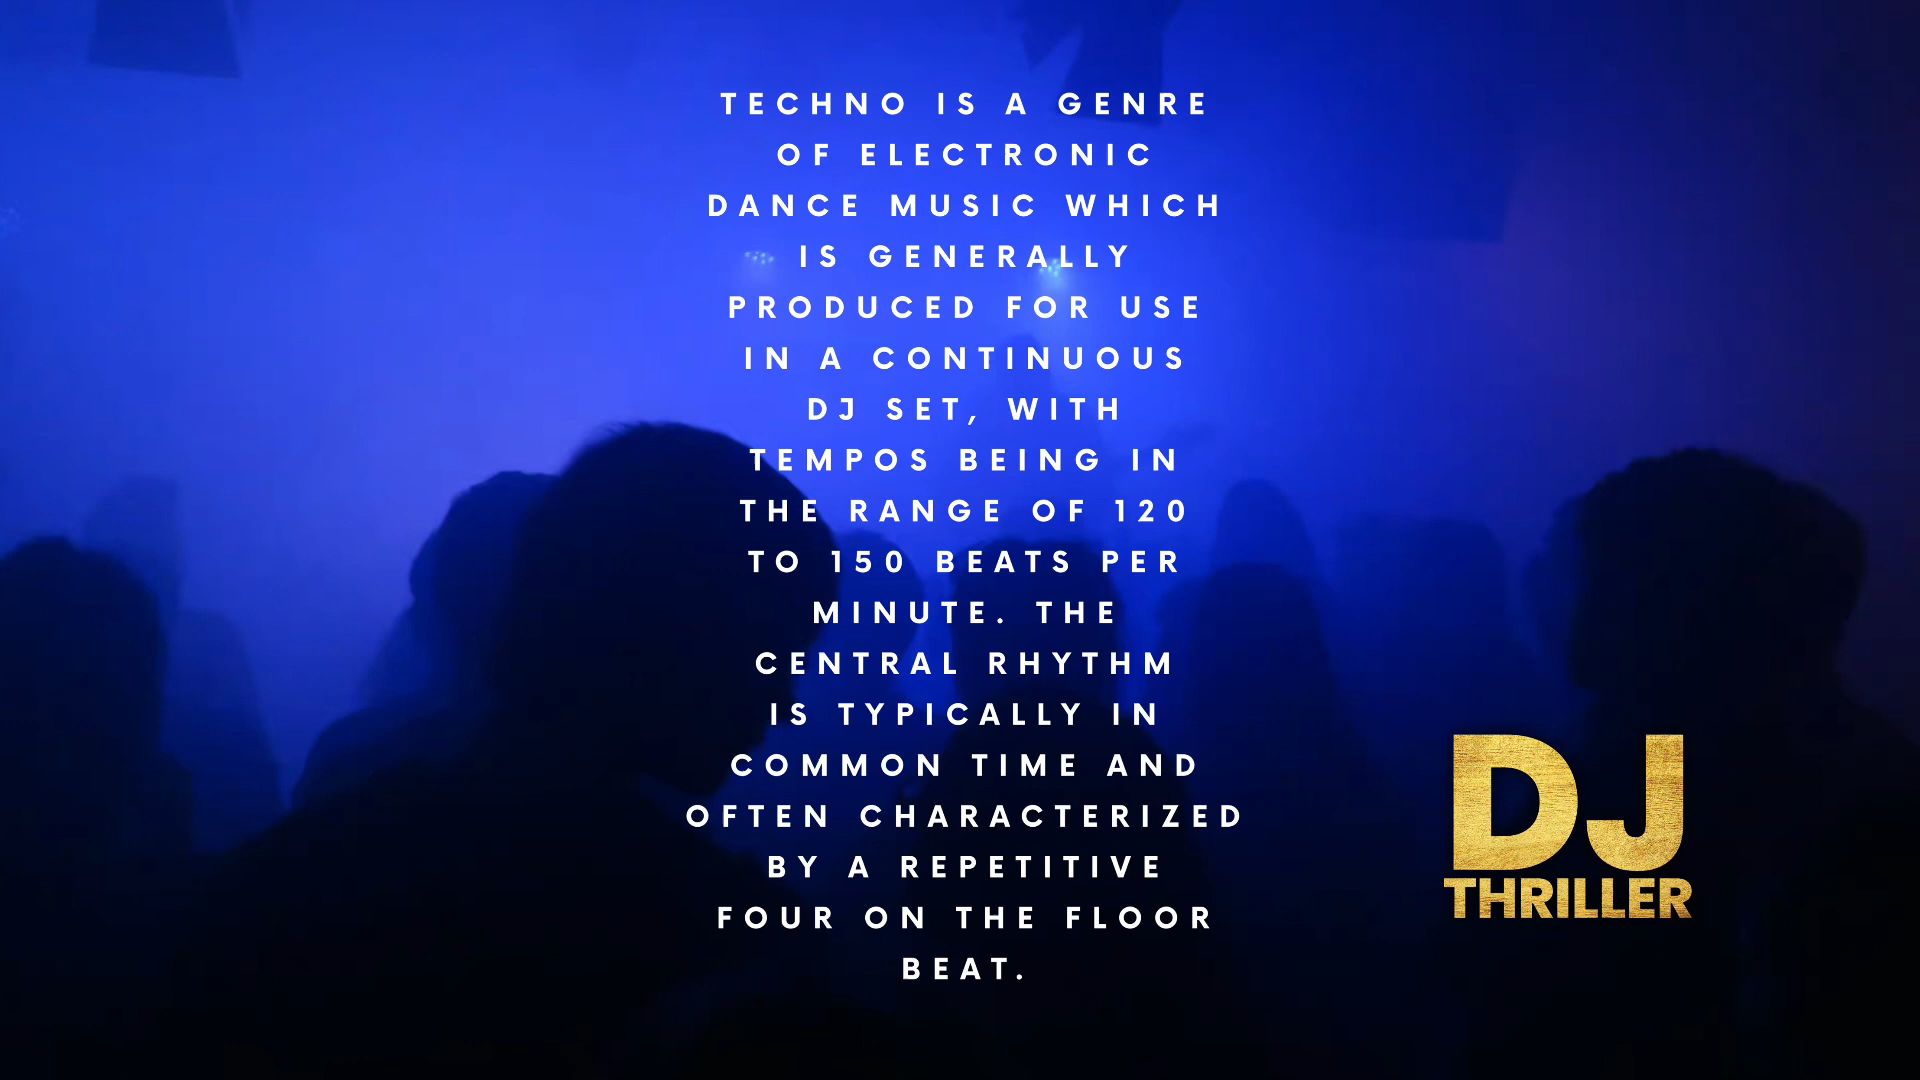 TECHNO IS A GENRE
OF ELECTRONIC
DANCE MUSIC WHICH
IS GENERALLY
PRODUCED FOR USE
IN A CONTINUOUS
DJ SET, WITH
TEMPOS BEING IN
THE RANGE OF 120
TO 150 BEATS PER
MINUTE. THE
CENTRAL RHYTHM
IS TYPICALLY IN
COMMON TIME AND
OFTEN CHARACTERIZED
BY A REPETITIVE
FOUR ON THE FLOOR
BEAT.
DJ
THRILLER